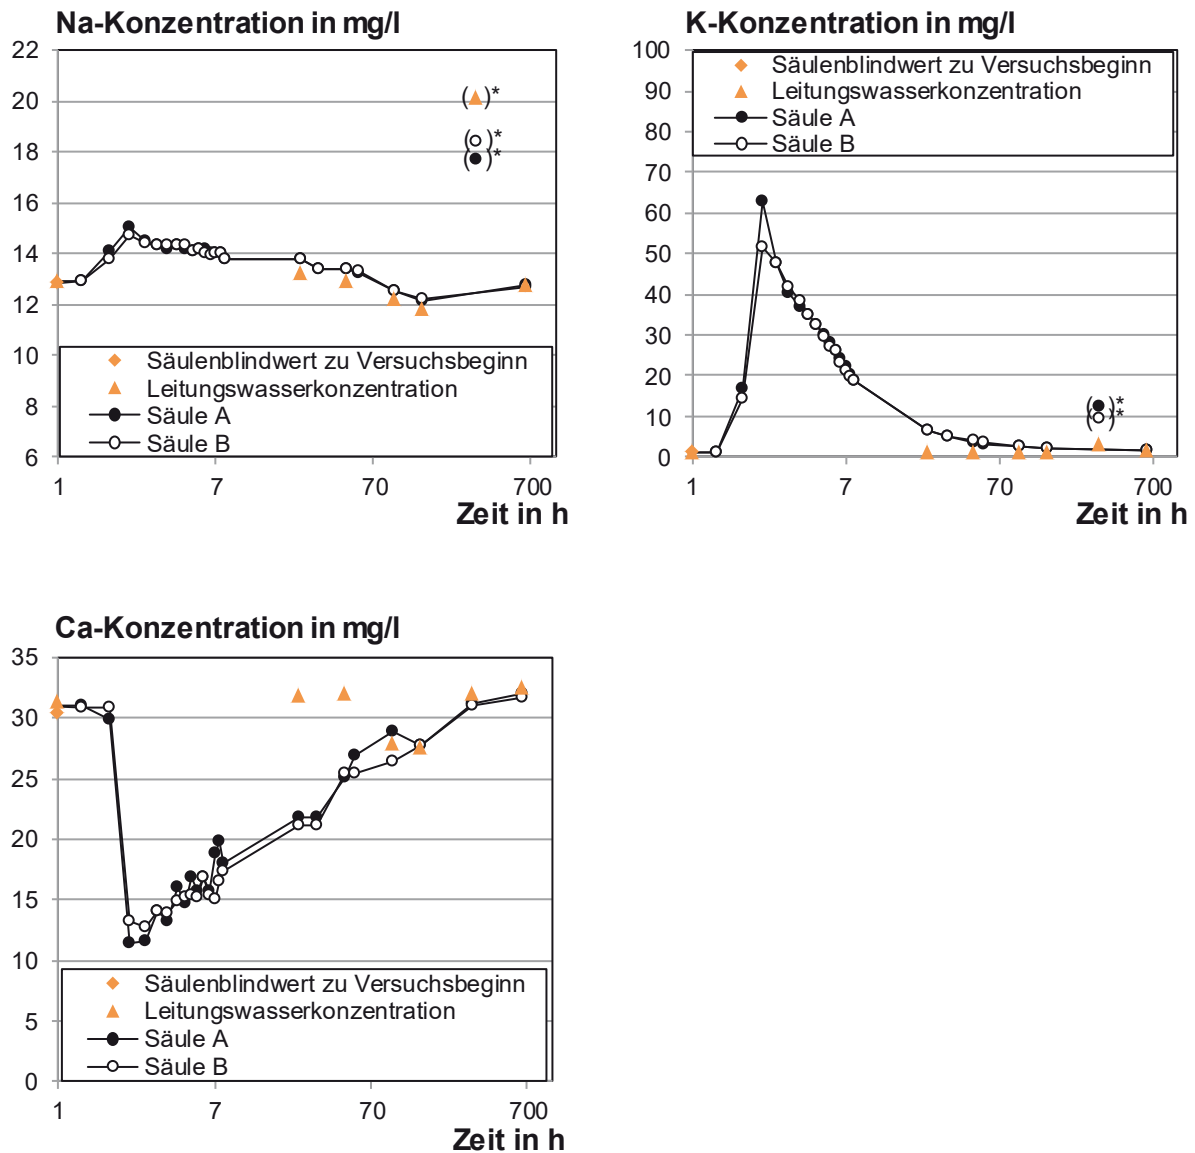 Na-Konzentration in mg/l
22
20
18
16
14
12
10
8
6
( )*
( )*
( )*
Säulenblindwert zu Versuchsbeginn
Leitungswasserkonzentration
Säule A
Säule B
1 7 70 700
Zeit in h
K-Konzentration in mg/l
100
90
80
70
60
50
40
30
20
10
0
Säulenblindwert zu Versuchsbeginn
Leitungswasserkonzentration
Säule A
Säule B
( )*
( )*
1 7 70 700
Zeit in h
Ca-Konzentration in mg/l
35
30
25
20
15
10
5
0
Säulenblindwert zu Versuchsbeginn
Leitungswasserkonzentration
Säule A
Säule B
1 7 70 700
Zeit in h